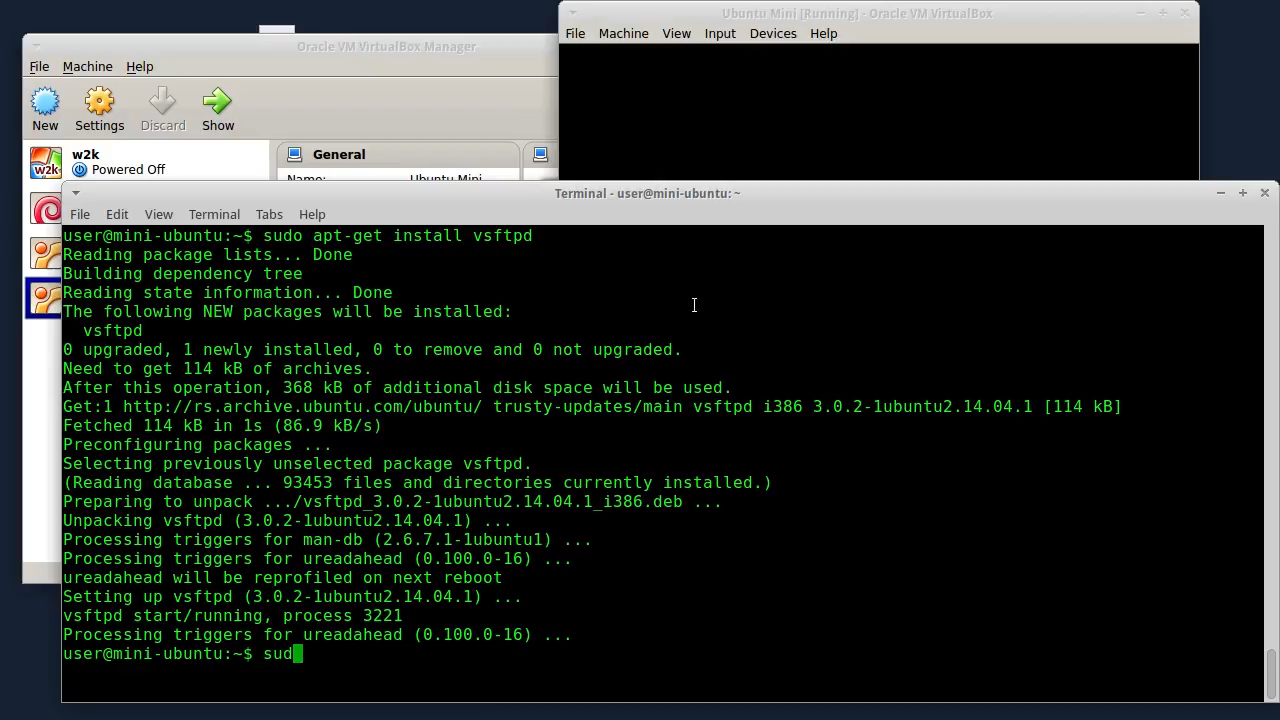 Ubuntu Mini [Running] - Oracle VM VirtualBox
File Machine View Input Devices Help
Oracle VM VirtualBox Manager
File Machine Help
New Settings Discard Show
w2k
Powered Off
w2k
General
Name: Ubuntu Mini
Terminal - user@mini-ubuntu: ~
File Edit View Terminal Tabs Help
user@mini-ubuntu:~$ sudo apt-get install vsftpd
Reading package lists... Done
Building dependency tree
Reading state information... Done
The following NEW packages will be installed:
vsftpd
0 upgraded, 1 newly installed, 0 to remove and 0 not upgraded.
Need to get 114 kB of archives.
After this operation, 368 kB of additional disk space will be used.
Get:1 http://rs.archive.ubuntu.com/ubuntu/ trusty-updates/main vsftpd i386 3.0.2-1ubuntu2.14.04.1 [114 kB]
Fetched 114 kB in 1s (86.9 kB/s)
Preconfiguring packages ...
Selecting previously unselected package vsftpd.
(Reading database ... 93453 files and directories currently installed.)
Preparing to unpack .../vsftpd_3.0.2-1ubuntu2.14.04.1_i386.deb ...
Unpacking vsftpd (3.0.2-1ubuntu2.14.04.1) ...
Processing triggers for man-db (2.6.7.1-1ubuntu1) ...
Processing triggers for ureadahead (0.100.0-16) ...
ureadahead will be reprofiled on next reboot
Setting up vsftpd (3.0.2-1ubuntu2.14.04.1) ...
vsftpd start/running, process 3221
Processing triggers for ureadahead (0.100.0-16) ...
user@mini-ubuntu:~$ sud